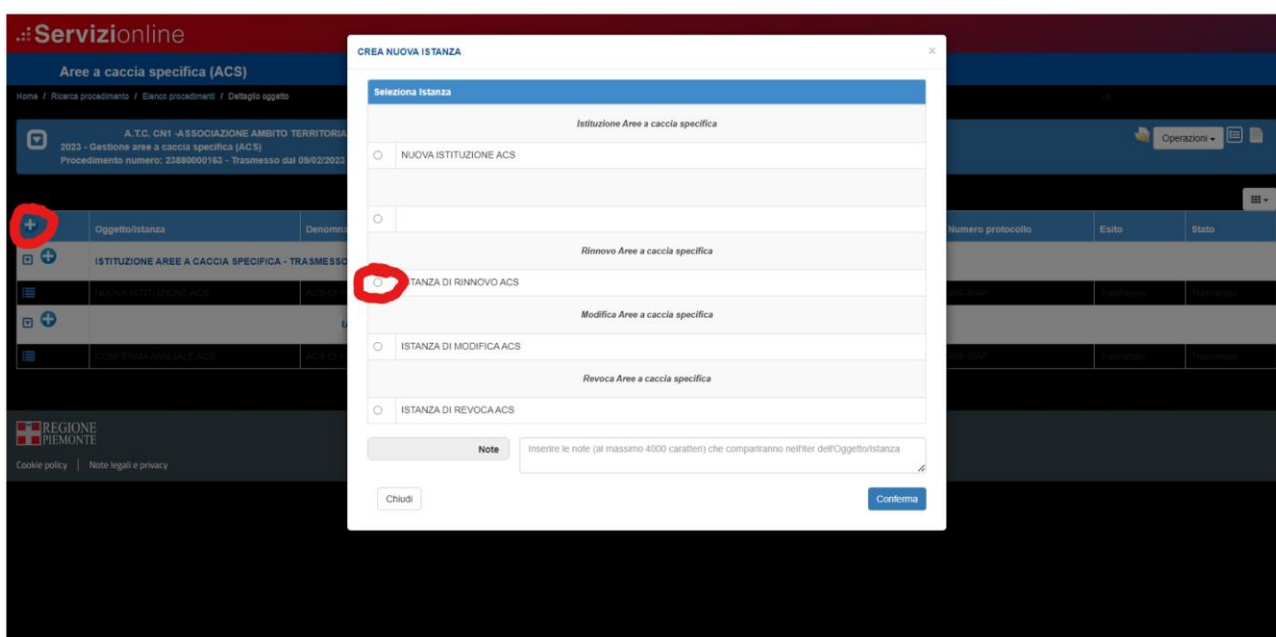 .::Servizionline
Aree a caccia specifica (ACS)
Home / Ricerca procedimento / Elenco procedimenti / Dettaglio oggetto
A.T.C. CN1 -ASSOCIAZIONE AMBITO TERRITORIA
2023 - Gestione aree a caccia specifica (ACS)
Procedimento numero: 23880000163 - Trasmesso dal 09/02/2023
Operazioni
Oggetto/Istanza
Denomina
Numero protocollo
Esito
Stato
ISTITUZIONE AREE A CACCIA SPECIFICA - TRASMESSO
NUOVA ISTITUZIONE ACS
ACS DI
Trasmesso
Trasmesso
CONFERMA ANNUALE ACS
ACS DI
Trasmesso
Trasmesso
CREA NUOVA ISTANZA
×
Seleziona Istanza
Istituzione Aree a caccia specifica
NUOVA ISTITUZIONE ACS
Rinnovo Aree a caccia specifica
STANZA DI RINNOVO ACS
Modifica Aree a caccia specifica
ISTANZA DI MODIFICA ACS
Revoca Aree a caccia specifica
ISTANZA DI REVOCA ACS
Note
Inserire le note (al massimo 4000 caratteri) che compariranno nell'iter dell'Oggetto/Istanza
Chiudi
Conferma
REGIONE
PIEMONTE
Cookie policy | Note legali e privacy